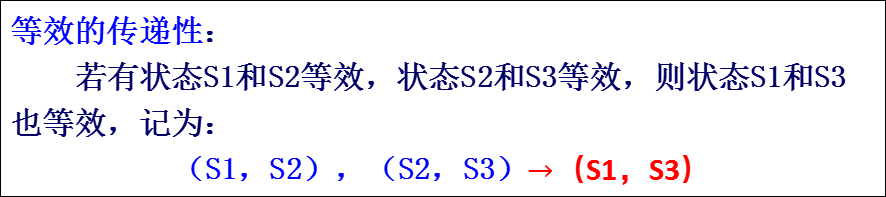 等效的传递性：
若有状态S1和S2等效，状态S2和S3等效，则状态S1和S3
也等效，记为：
（S1，S2），（S2，S3）→（S1，S3）